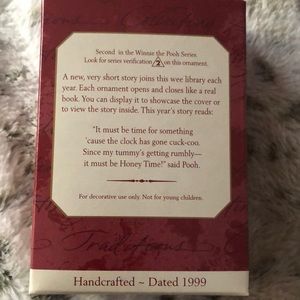 Second in the Winnie the Pooh Series.
Look for series verification 2 on this ornament.
A new, very short story joins this wee library each
year. Each ornament opens and closes like a real
book. You can display it to showcase the cover or to
to view the story inside. This year's story reads:
"It must be time for something
'cause the clock has gone cuck-coo.
Since my tummy's getting rumbly—
it must be Honey Time!" said Pooh.
For decorative use only. Not for young children.
Traditions
Handcrafted ~ Dated 1999